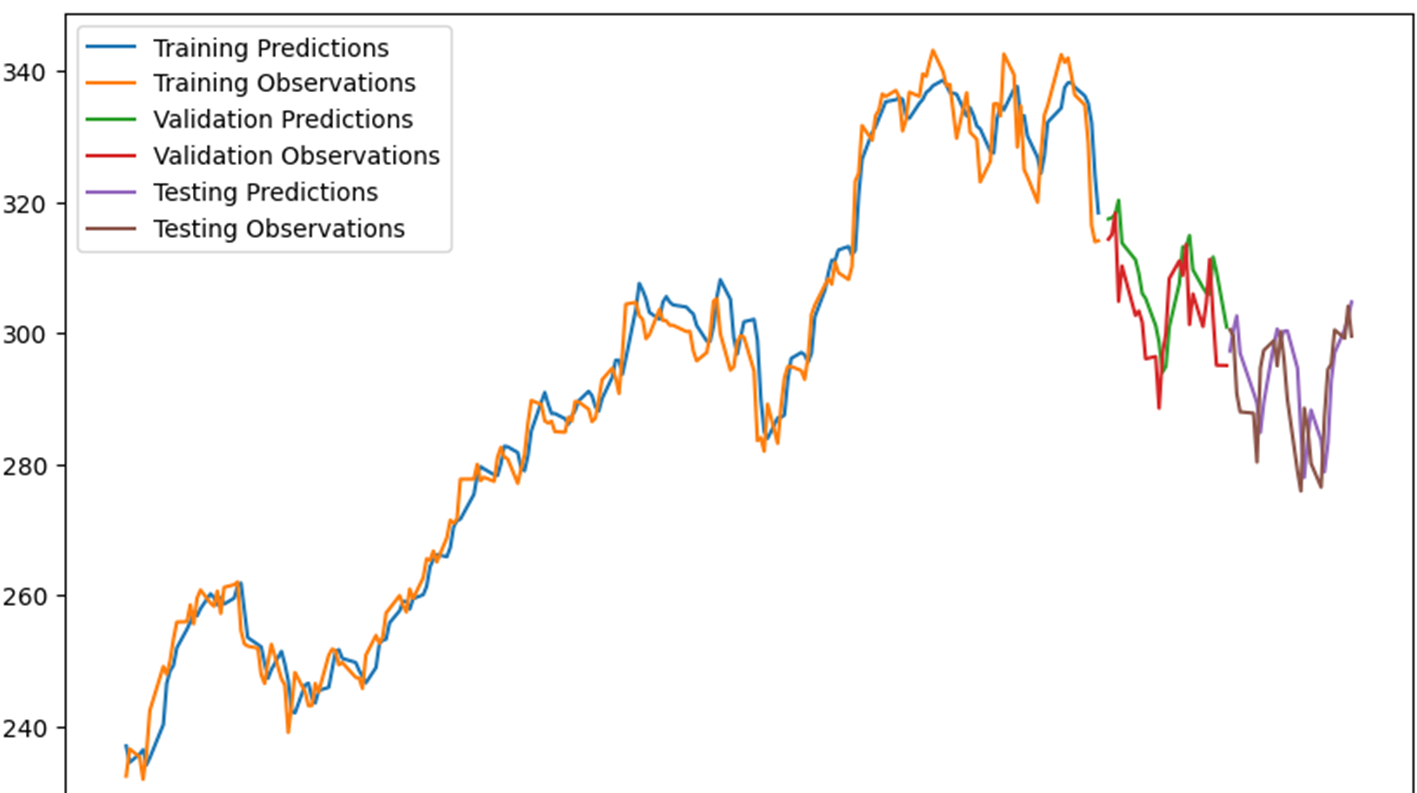 Training Predictions
Training Observations
Validation Predictions
Validation Observations
Testing Predictions
Testing Observations
340
320
300
280
260
240